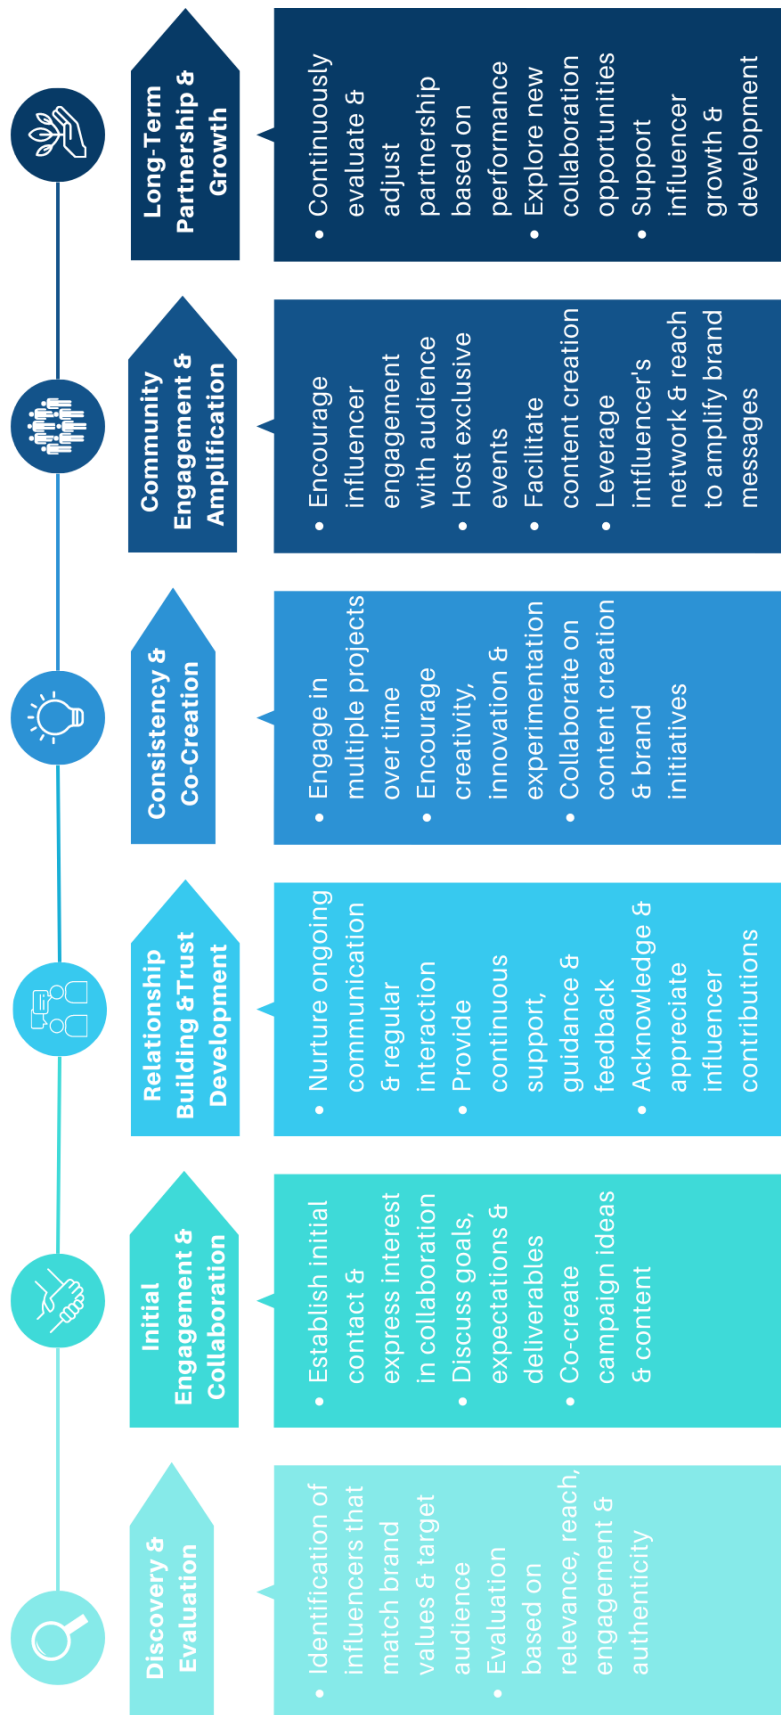 Discovery &
Evaluation
• Identification of
influencers that
match brand
values & target
audience
• Evaluation
based on
relevance, reach,
engagement &
authenticity
Initial
Engagement &
Collaboration
• Establish initial
contact &
express interest
in collaboration
• Discuss goals,
expectations &
deliverables
• Co-create
campaign ideas
& content
Relationship
Building &Trust
Development
• Nurture ongoing
communication
& regular
interaction
• Provide
continuous
support,
guidance &
feedback
• Acknowledge &
appreciate
influencer
contributions
Consistency &
Co-Creation
• Engage in
multiple projects
over time
• Encourage
creativity,
innovation &
experimentation
• Collaborate on
content creation
& brand
initiatives
Community
Engagement &
Amplification
• Encourage
influencer
engagement
with audience
• Host exclusive
events
• Facilitate
content creation
• Leverage
intfluencer's
network & reach
to amplify brand
messages
Long-Term
Partnership &
Growth
• Continuously
evaluate &
adjust
partnership
based on
performance
• Explore new
collaboration
opportunities
• Support
influencer
growth &
development